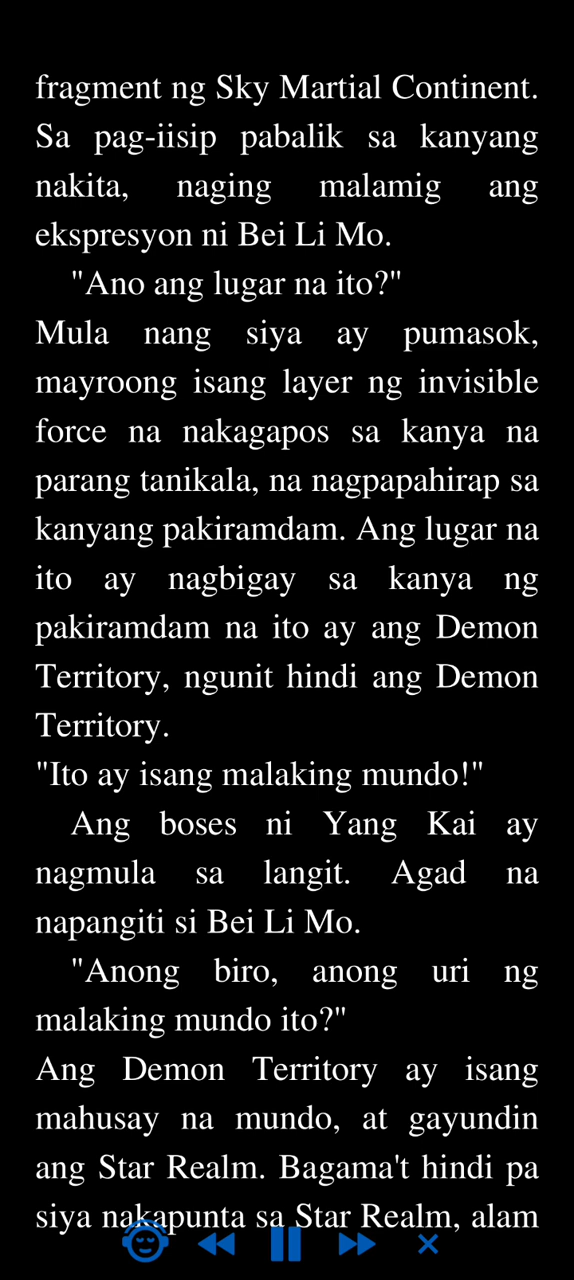 fragment ng Sky Martial Continent.
Sa pag-iisip pabalik sa kanyang
nakita, naging malamig ang
ekspresyon ni Bei Li Mo.
"Ano ang lugar na ito?"
Mula nang siya ay pumasok,
mayroong isang layer ng invisible
force na nakagapos sa kanya na
parang tanikala, na nagpapahirap sa
kanyang pakiramdam. Ang lugar na
ito ay nagbigay sa kanya ng
pakiramdam na ito ay ang Demon
Territory, ngunit hindi ang Demon
Territory.
"Ito ay isang malaking mundo!"
Ang boses ni Yang Kai ay
nagmula sa langit. Agad na
napangiti si Bei Li Mo.
"Anong biro, anong uri ng
malaking mundo ito?"
Ang Demon Territory ay isang
mahusay na mundo, at gayundin
ang Star Realm. Bagama't hindi pa
siya nakapunta sa Star Realm, alam